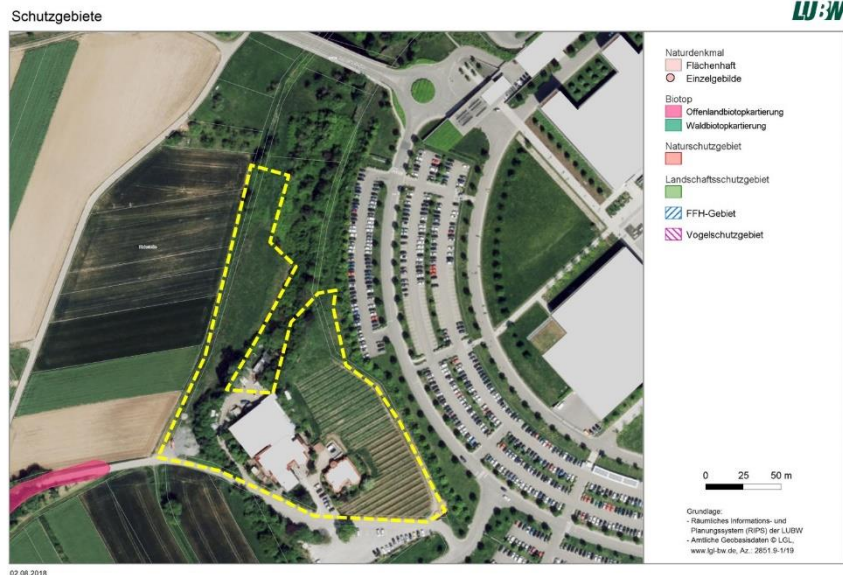 Schutzgebiete
LUBW
Naturdenkmal
Flächenhaft
Einzelgebilde
Biotop
Offenlandbiotopkartierung
Waldbiotopkartierung
Naturschutzgebiet
Landschaftsschutzgebiet
FFH-Gebiet
Vogelschutzgebiet
0 25 50 m
Grundlage:
- Räumliches Informations- und
Planungssystem (RIPS) der LUBW
- Amtliche Geobasisdaten © LGL,
www.lgl-bw.de, Az.: 2851.9-1/19
02.08.2018